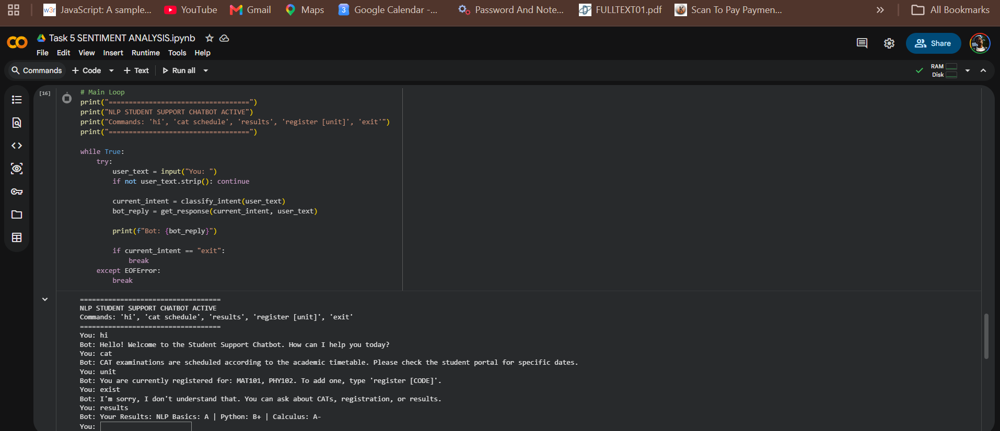 JavaScript: A sample... YouTube Gmail Maps 3 Google Calendar -... Password And Note... FULLTEXT01.pdf Scan To Pay Paymen... » All Bookmarks
Task 5 SENTIMENT ANALYSIS.ipynb
File Edit View Insert Runtime Tools Help
Share
Commands + Code + Text Run all
RAM
Disk
[16]
# Main Loop
print("===================================")
print("NLP STUDENT SUPPORT CHATBOT ACTIVE")
print("Commands: 'hi', 'cat schedule', 'results', 'register [unit]', 'exit'")
print("===================================")
while True:
    try:
        user_text = input("You: ")
        if not user_text.strip(): continue
        current_intent = classify_intent(user_text)
        bot_reply = get_response(current_intent, user_text)
        print(f"Bot: {bot_reply}")
        if current_intent == "exit":
            break
    except EOFError:
        break
===================================
NLP STUDENT SUPPORT CHATBOT ACTIVE
Commands: 'hi', 'cat schedule', 'results', 'register [unit]', 'exit'
===================================
You: hi
Bot: Hello! Welcome to the Student Support Chatbot. How can I help you today?
You: cat
Bot: CAT examinations are scheduled according to the academic timetable. Please check the student portal for specific dates.
You: unit
Bot: You are currently registered for: MAT101, PHY102. To add one, type 'register [CODE]'.
You: exist
Bot: I'm sorry, I don't understand that. You can ask about CATs, registration, or results.
You: results
Bot: Your Results: NLP Basics: A | Python: B+ | Calculus: A-
You: